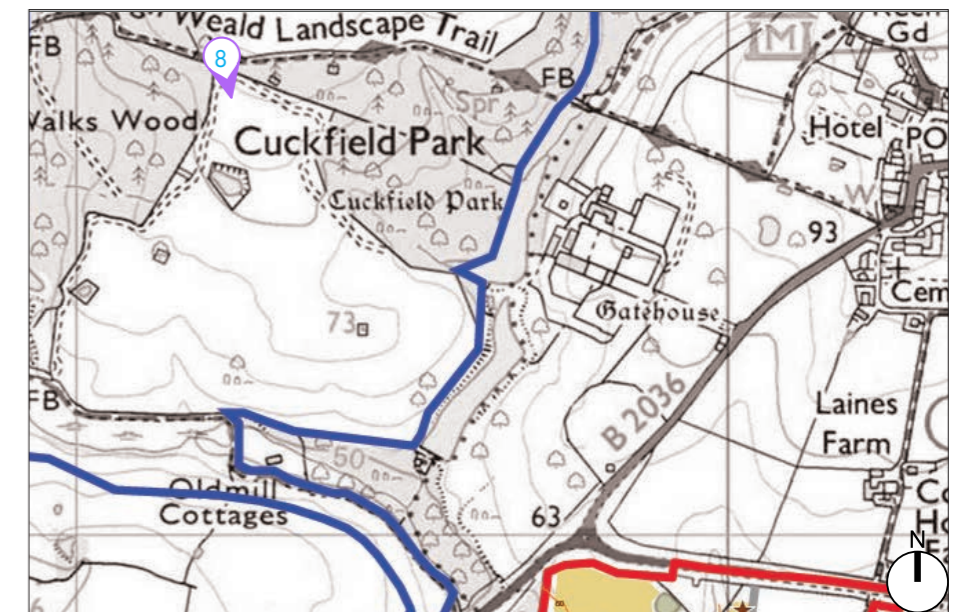 Weald Landscape Trail
Gd
FB
FB
8
M
Spr
Walks Wood
Hotel
PO
Cuckfield Park
Cuckfield Park
W
93
Cem
Gatehouse
73
B 2036
FB
Laines
Farm
50
Oldmill
Cottages
63
N